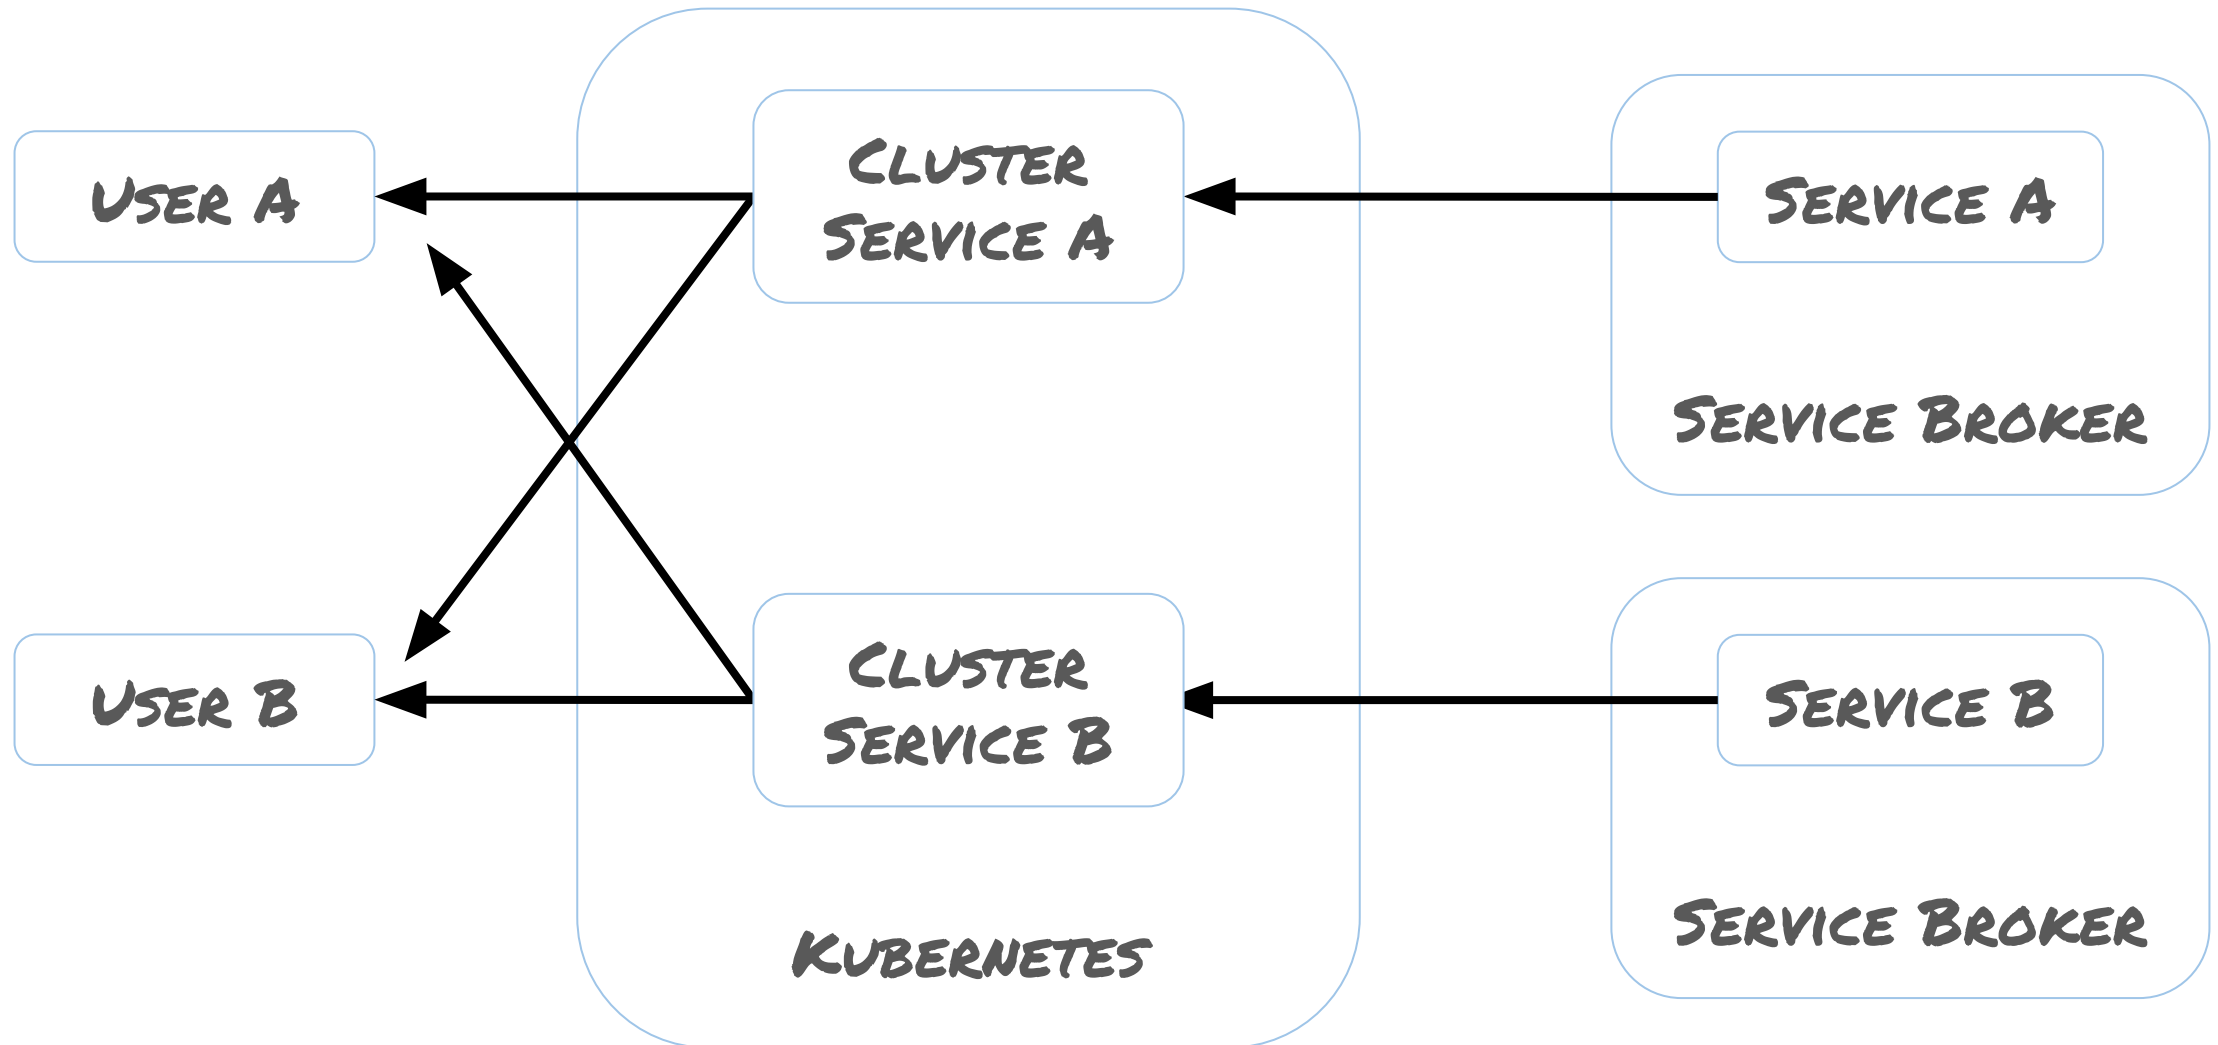 User A
Cluster
Service A
Service A
Service Broker
User B
Cluster
Service B
Service B
Service Broker
Kubernetes